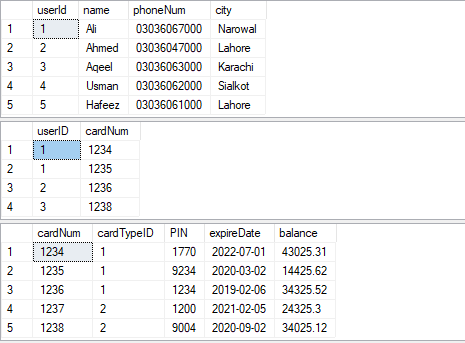 userId name phoneNum city
1 1 Ali 03036067000 Narowal
2 2 Ahmed 03036047000 Lahore
3 3 Aqeel 03036063000 Karachi
4 4 Usman 03036062000 Sialkot
5 5 Hafeez 03036061000 Lahore
userID cardNum
1 1 1234
2 1 1235
3 2 1236
4 3 1238
cardNum cardTypeID PIN expireDate balance
1 1234 1 1770 2022-07-01 43025.31
2 1235 1 9234 2020-03-02 14425.62
3 1236 1 1234 2019-02-06 34325.52
4 1237 2 1200 2021-02-05 24325.3
5 1238 2 9004 2020-09-02 34025.12